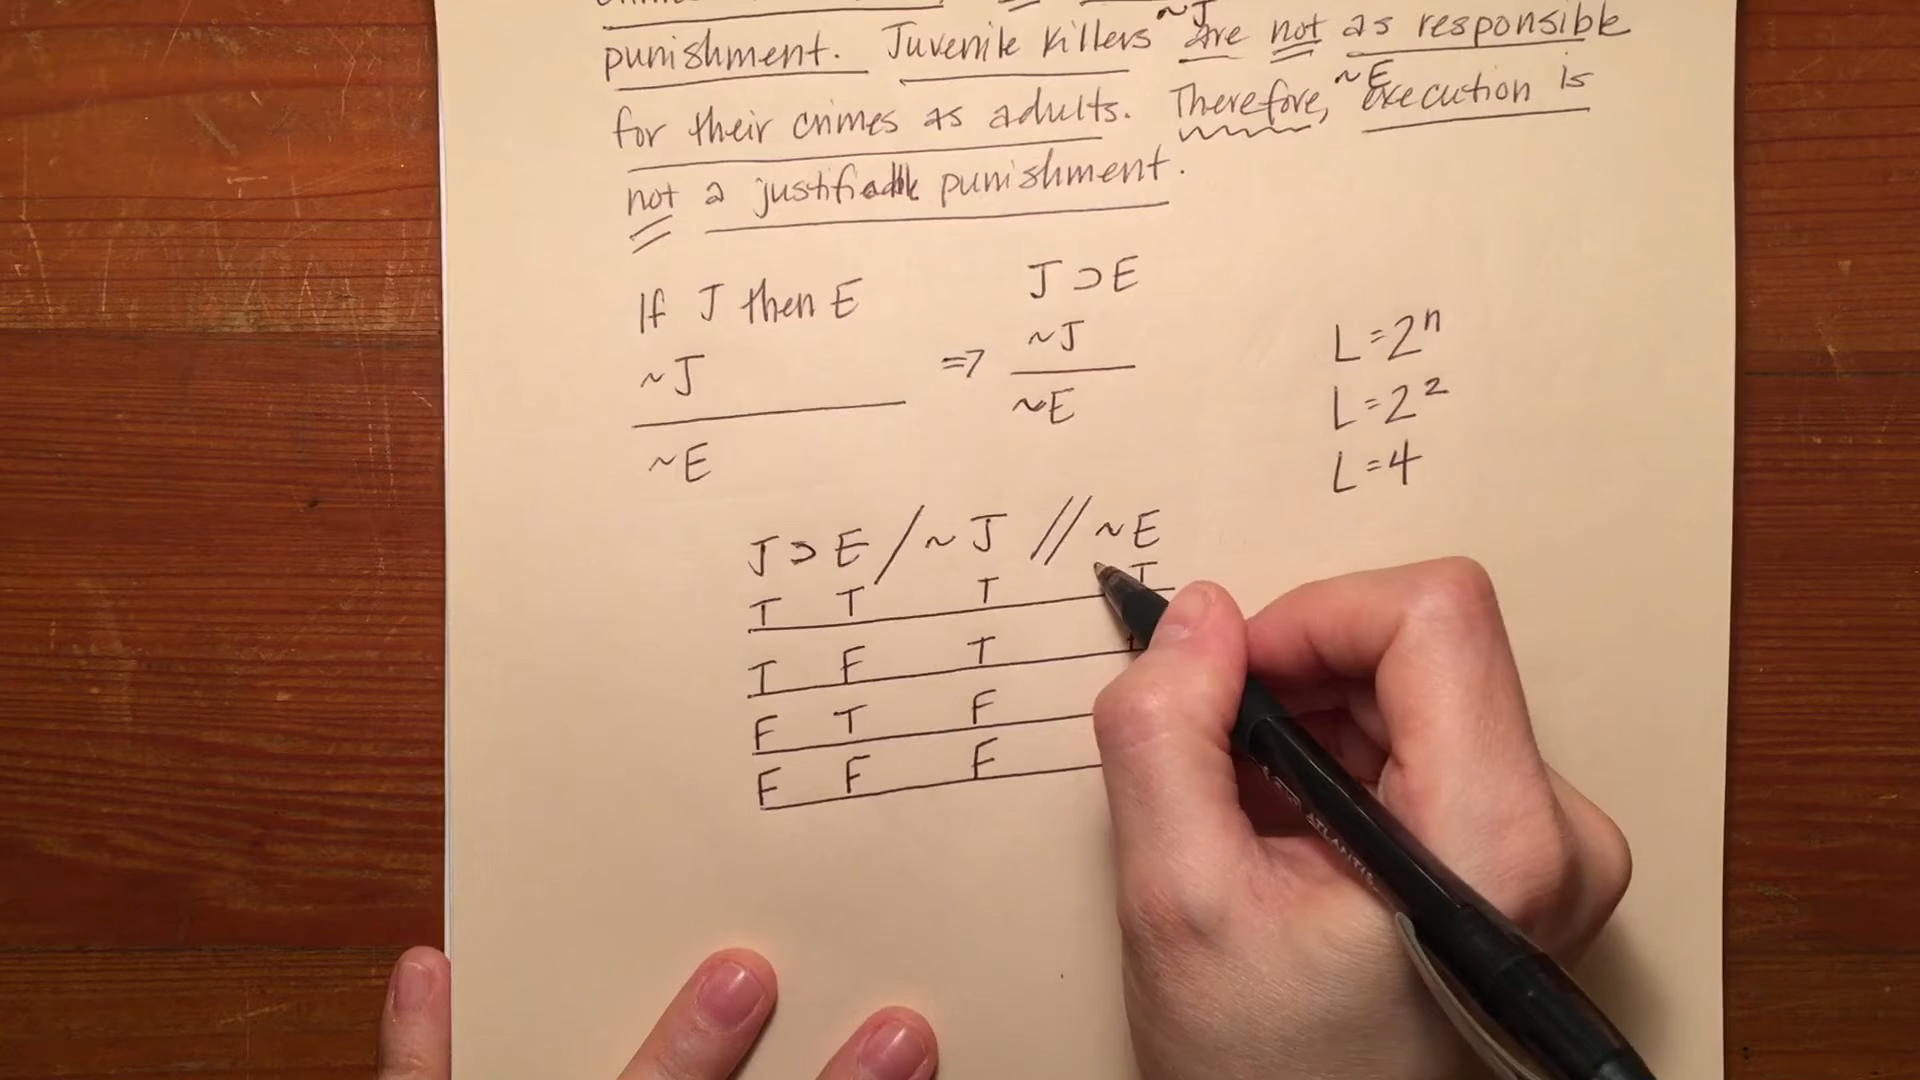 punishment. Juvenile killers ~J are not as responsible
for their crimes as adults. Therefore, ~E execution is
not a justifiable punishment.
If J then E
~J
~E
=>
J ⊃ E
~J
~E
L=2ⁿ
L=2²
L=4
J ⊃ E / ~J // ~E
T T T T
T F T
F T F
F F F
ATLANTIS